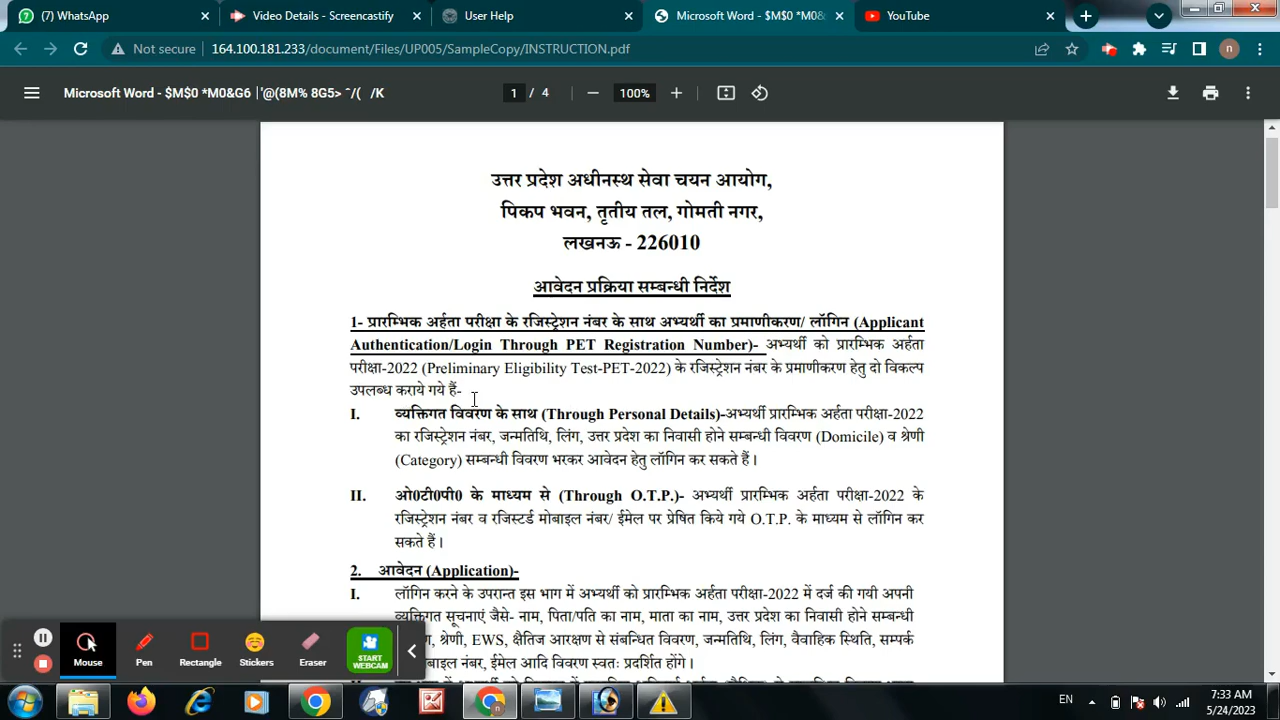 (7) WhatsApp
Video Details - Screencastify
User Help
Microsoft Word - $M$0 *M0&
YouTube
Not secure
164.100.181.233/document/Files/UP005/SampleCopy/INSTRUCTION.pdf
n
Microsoft Word - $M$0 *M0&G6 |'@(8M% 8G5> ^/( /K
1 / 4
100%
उत्तर प्रदेश अधीनस्थ सेवा चयन आयोग,
पिकप भवन, तृतीय तल, गोमती नगर,
लखनऊ - 226010
आवेदन प्रक्रिया सम्बन्धी निर्देश
1- प्रारम्भिक अर्हता परीक्षा के रजिस्ट्रेशन नंबर के साथ अभ्यर्थी का प्रमाणीकरण/ लॉगिन (Applicant
Authentication/Login Through PET Registration Number)- अभ्यर्थी को प्रारम्भिक अर्हता
परीक्षा-2022 (Preliminary Eligibility Test-PET-2022) के रजिस्ट्रेशन नंबर के प्रमाणीकरण हेतु दो विकल्प
उपलब्ध कराये गये हैं-
I. व्यक्तिगत विवरण के साथ (Through Personal Details)-अभ्यर्थी प्रारम्भिक अर्हता परीक्षा-2022
का रजिस्ट्रेशन नंबर, जन्मतिथि, लिंग, उत्तर प्रदेश का निवासी होने सम्बन्धी विवरण (Domicile) व श्रेणी
(Category) सम्बन्धी विवरण भरकर आवेदन हेतु लॉगिन कर सकते हैं।
II. ओ0टी0पी0 के माध्यम से (Through O.T.P.)- अभ्यर्थी प्रारम्भिक अर्हता परीक्षा-2022 के
रजिस्ट्रेशन नंबर व रजिस्टर्ड मोबाइल नंबर/ ईमेल पर प्रेषित किये गये O.T.P. के माध्यम से लॉगिन कर
सकते हैं।
2. आवेदन (Application)-
I. लॉगिन करने के उपरान्त इस भाग में अभ्यर्थी को प्रारम्भिक अर्हता परीक्षा-2022 में दर्ज की गयी अपनी
व्यक्तिगत सूचनाएं जैसे- नाम, पिता/पति का नाम, माता का नाम, उत्तर प्रदेश का निवासी होने सम्बन्धी
श्रेणी, EWS, क्षैतिज आरक्षण से संबन्धित विवरण, जन्मतिथि, लिंग, वैवाहिक स्थिति, सम्पर्क
नंबर, ईमेल आदि विवरण स्वतः प्रदर्शित होंगे।
Mouse
Pen
Rectangle
Stickers
Eraser
START
WEBCAM
EN
7:33 AM
5/24/2023